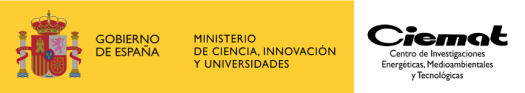 GOBIERNO
DE ESPAÑA
MINISTERIO
DE CIENCIA, INNOVACIÓN
Y UNIVERSIDADES
Ciemat
Centro de Investigaciones
Energéticas, Medioambientales
y Tecnológicas